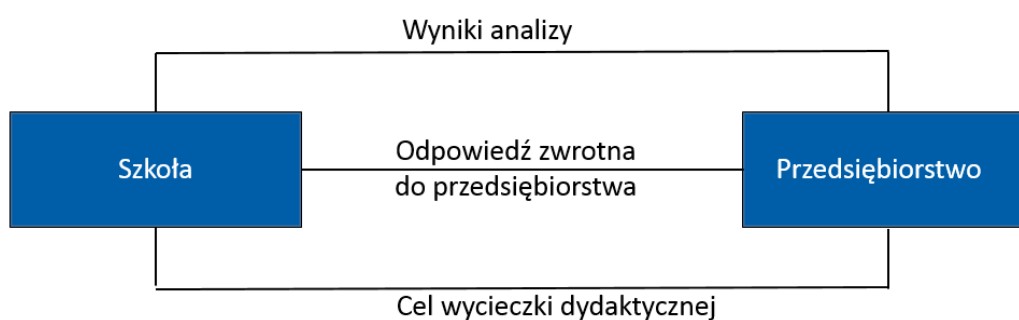 Wyniki analizy
Szkoła
Odpowiedź zwrotna
do przedsiębiorstwa
Przedsiębiorstwo
Cel wycieczki dydaktycznej